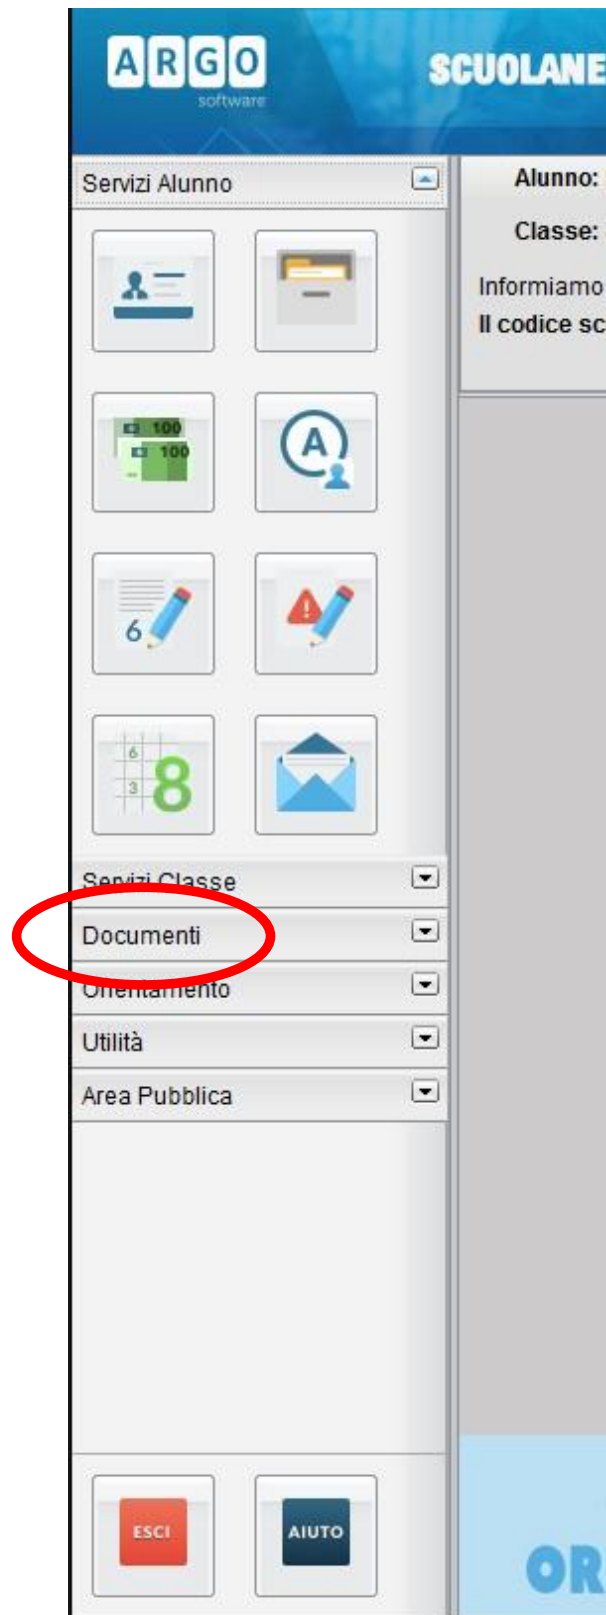 ARGO
software
SCUOLANE
Servizi Alunno
Alunno:
Classe:
Informiamo
Il codice sc
100
100
A
6
6
3
8
Servizi Classe
Documenti
Orientamento
Utilità
Area Pubblica
ESCI
AIUTO
OR